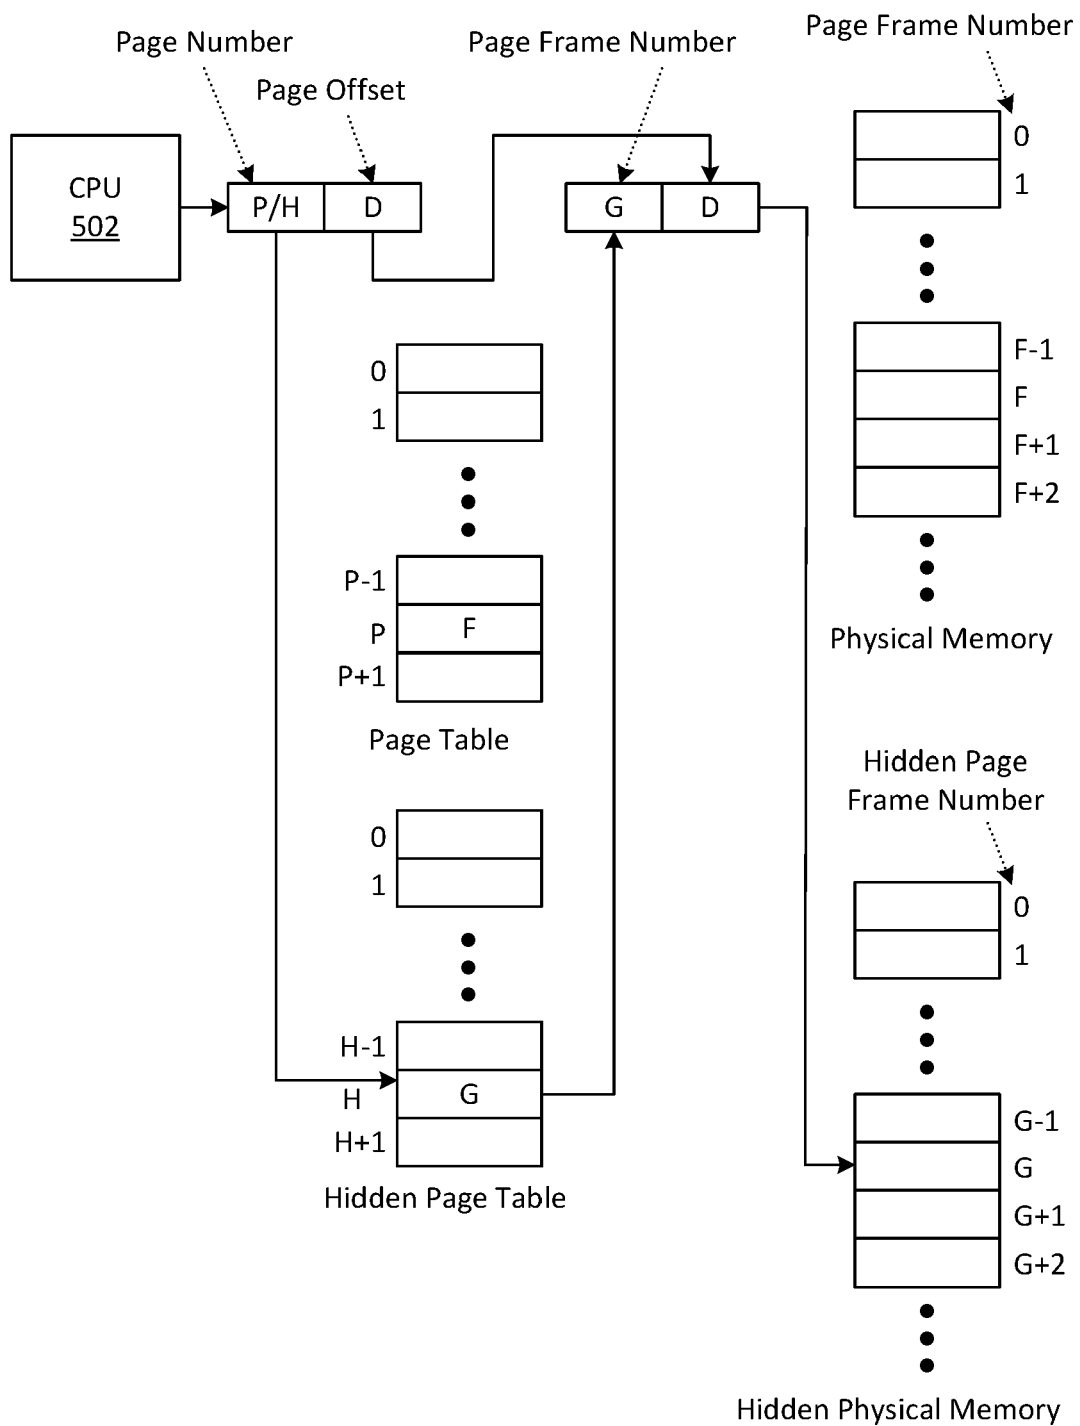 Page Number
Page Offset
Page Frame Number
Page Frame Number
CPU
502
P/H
D
G
D
0
1
F-1
F
F+1
F+2
Physical Memory
0
1
P-1
P
F
P+1
Page Table
0
1
H-1
H
G
H+1
Hidden Page Table
Hidden Page
Frame Number
0
1
G-1
G
G+1
G+2
Hidden Physical Memory